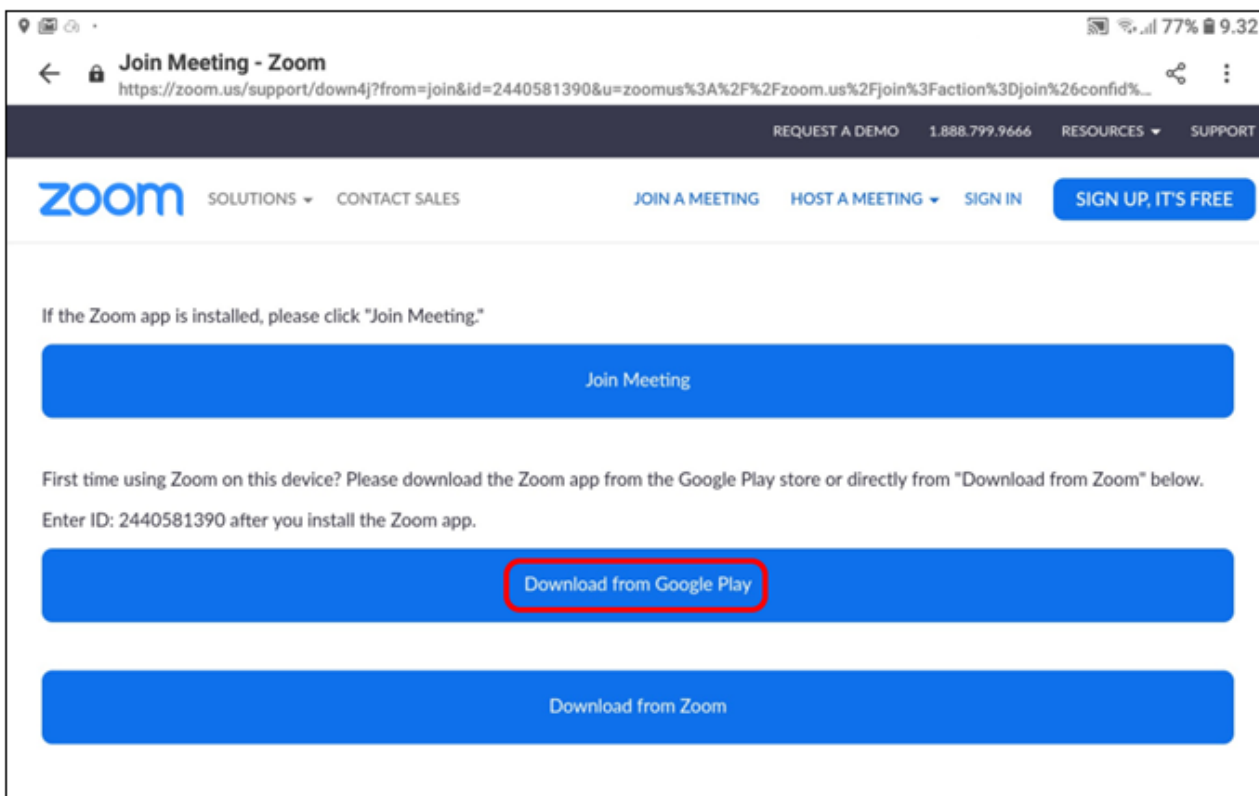 77% 9.32
Join Meeting - Zoom
https://zoom.us/support/down4j?from=join&id=2440581390&u=zoomus%3A%2F%2Fzoom.us%2Fjoin%3Faction%3Djoin%26confid%...
REQUEST A DEMO 1.888.799.9666 RESOURCES SUPPORT
zoom SOLUTIONS CONTACT SALES JOIN A MEETING HOST A MEETING SIGN IN SIGN UP, IT'S FREE
If the Zoom app is installed, please click "Join Meeting."
Join Meeting
First time using Zoom on this device? Please download the Zoom app from the Google Play store or directly from "Download from Zoom" below.
Enter ID: 2440581390 after you install the Zoom app.
Download from Google Play
Download from Zoom